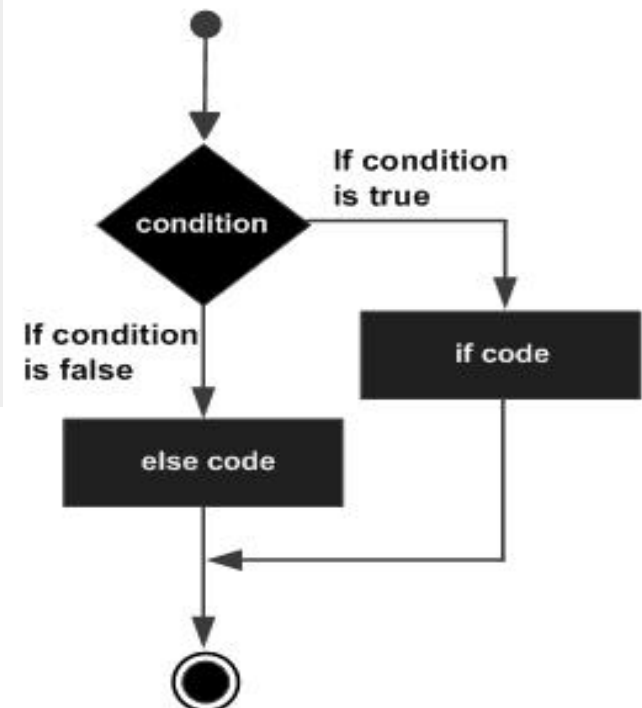 If condition
is true
condition
If condition
is false
if code
else code